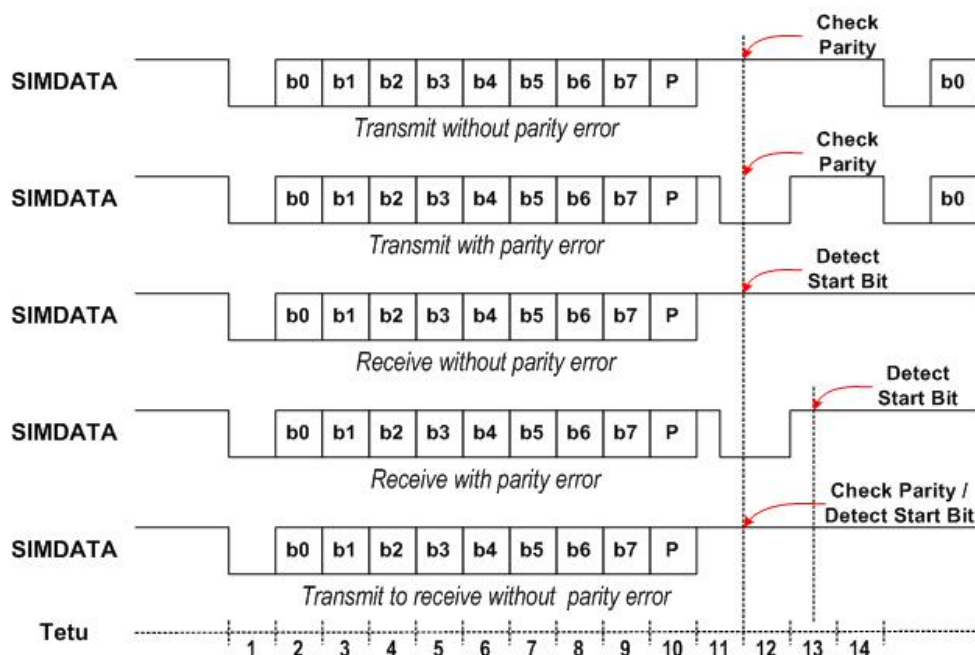 Check
Parity
SIMDATA b0 b1 b2 b3 b4 b5 b6 b7 P b0
Transmit without parity error
Check
Parity
SIMDATA b0 b1 b2 b3 b4 b5 b6 b7 P b0
Transmit with parity error
Detect
Start Bit
SIMDATA b0 b1 b2 b3 b4 b5 b6 b7 P
Receive without parity error
Detect
Start Bit
SIMDATA b0 b1 b2 b3 b4 b5 b6 b7 P
Receive with parity error
Check Parity /
Detect Start Bit
SIMDATA b0 b1 b2 b3 b4 b5 b6 b7 P
Transmit to receive without parity error
Tetu 1 2 3 4 5 6 7 8 9 10 11 12 13 14